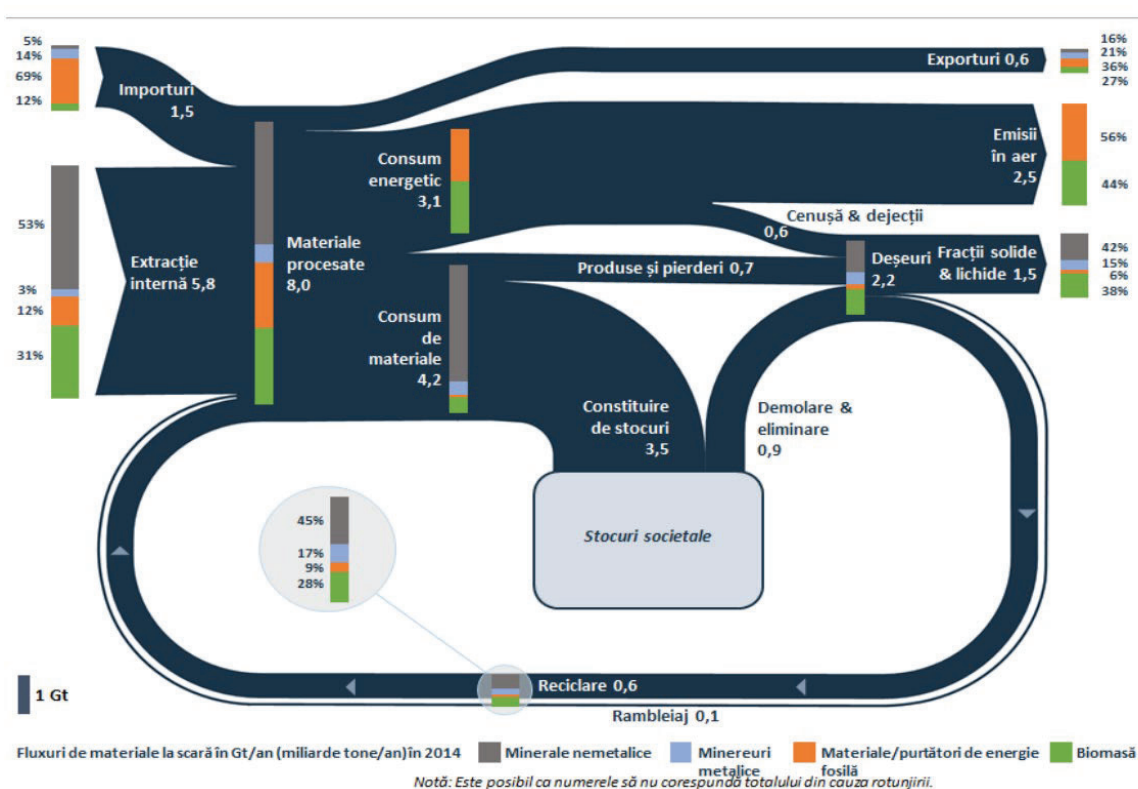 5%
14%
69%
12%
Importuri
1,5
53%
3%
12%
31%
Extracție
internă 5,8
Materiale
procesate
8,0
Consum
energetic
3,1
Consum
de
materiale
4,2
Exporturi 0,6
16%
21%
36%
27%
Emisii
în aer
2,5
56%
44%
Cenușă & dejecții
0,6
Produse și pierderi 0,7
Deșeuri
2,2
Fracții solide
& lichide 1,5
42%
15%
6%
38%
Constituire
de stocuri
3,5
Demolare &
eliminare
0,9
Stocuri societale
45%
17%
9%
28%
Reciclare 0,6
Rambleiaj 0,1
1 Gt
Fluxuri de materiale la scară în Gt/an (miliarde tone/an)în 2014
Minerale nemetalice
Minereuri
metalice
Materiale/purtători de energie
fosilă
Biomasă
Notă: Este posibil ca numerele să nu corespundă totalului din cauza rotunjirii.